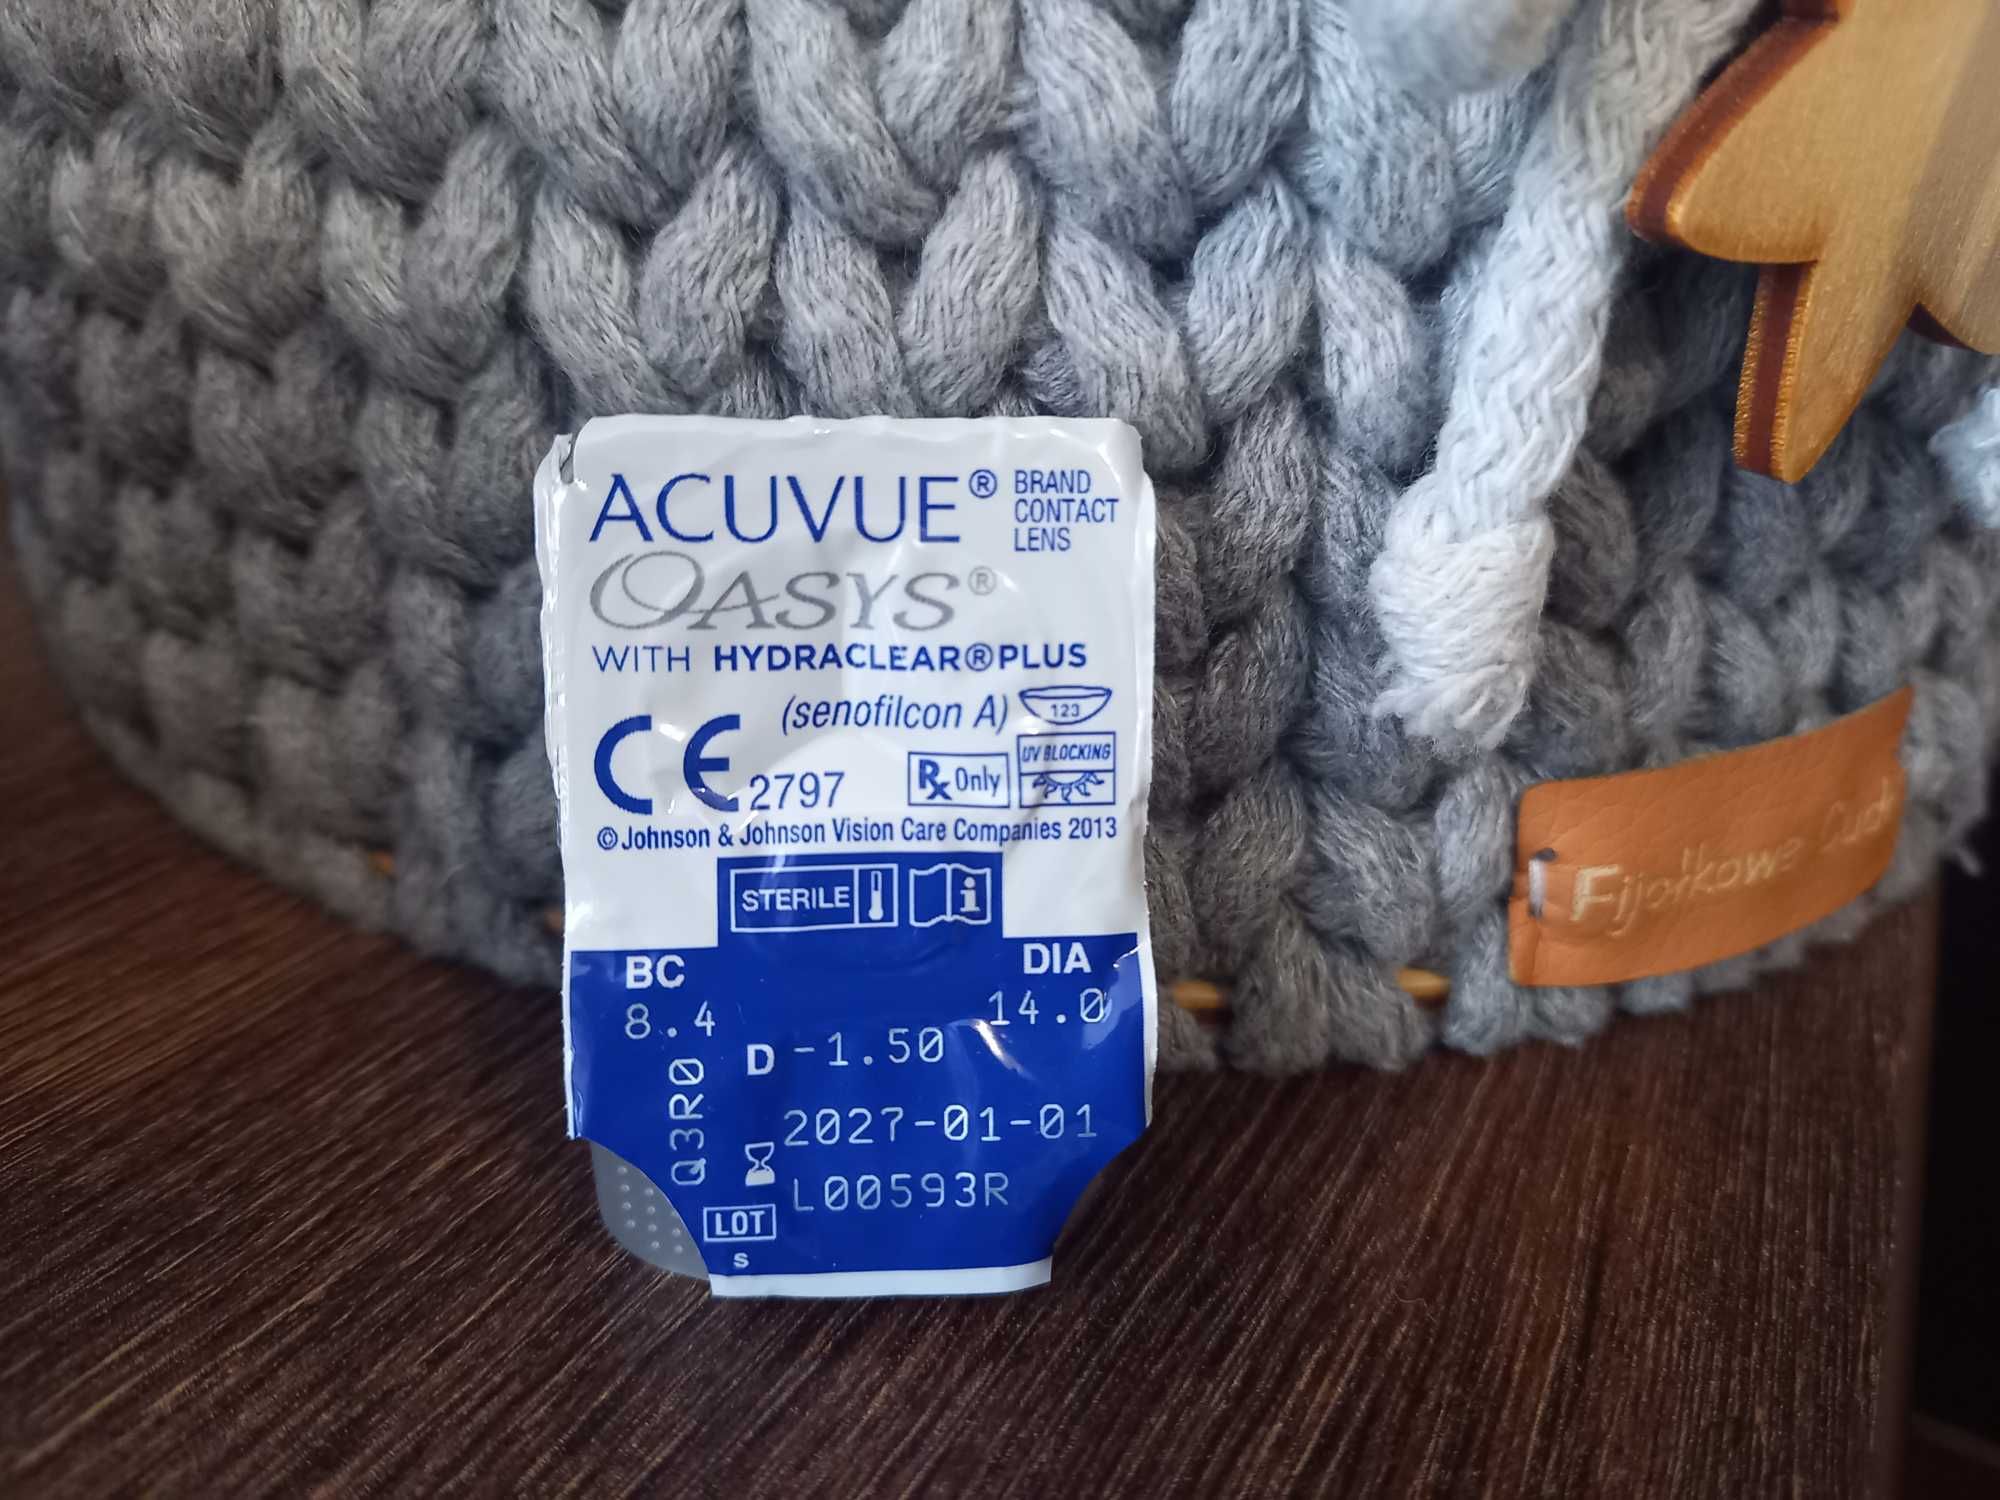 ACUVUE® BRAND CONTACT LENS
OASYS®
WITH HYDRACLEAR®PLUS
(senofilcon A) 123
CE 2797 Rx Only UV BLOCKING
©Johnson & Johnson Vision Care Companies 2013
STERILE i
BC DIA
8.4 14.0
D -1.50
Q3R0
2027-01-01
L00593R
LOT
s
Fijołkowe